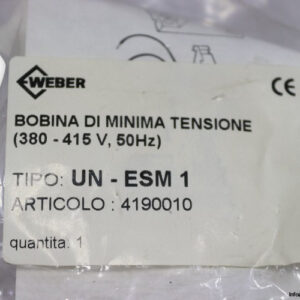 WEBER
CE
BOBINA DI MINIMA TENSIONE
(380 - 415 V, 50Hz)
TIPO: UN - ESM 1
ARTICOLO : 4190010
quantita: 1